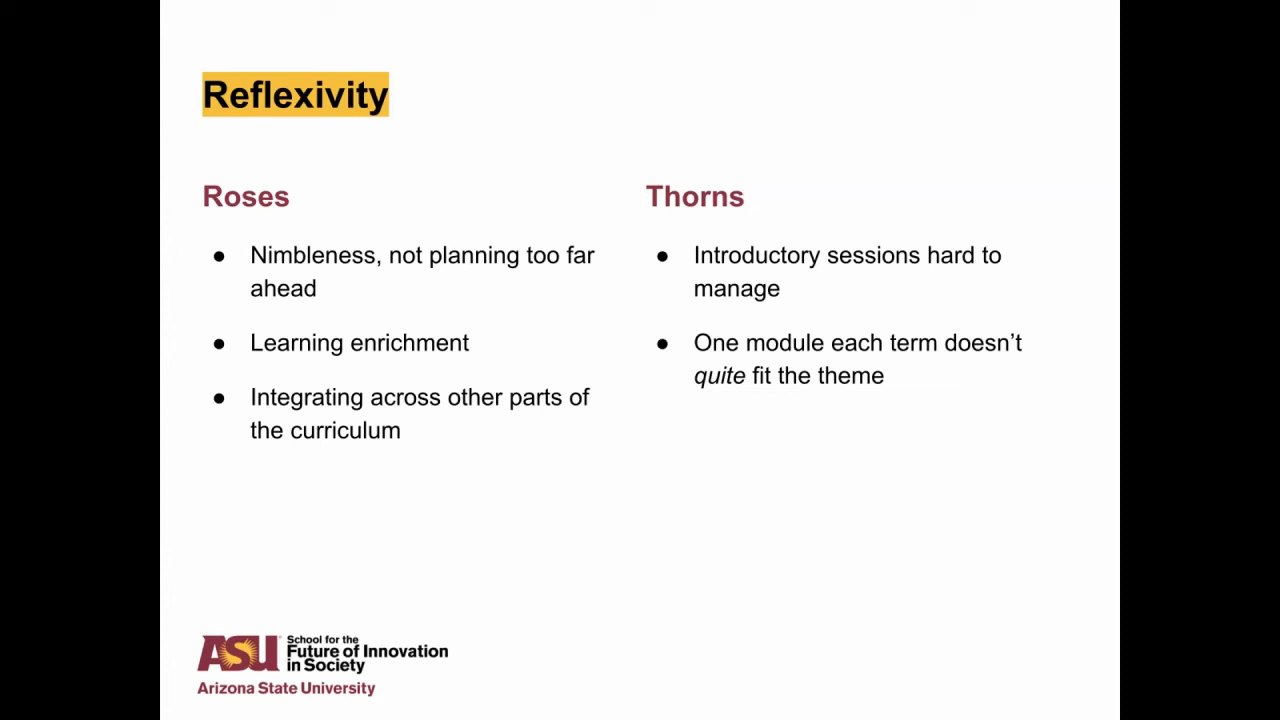 Reflexivity
Roses
● Nimbleness, not planning too far
ahead
● Learning enrichment
● Integrating across other parts of
the curriculum
Thorns
● Introductory sessions hard to
manage
● One module each term doesn’t
quite fit the theme
ASU
School for the
Future of Innovation
in Society
Arizona State University